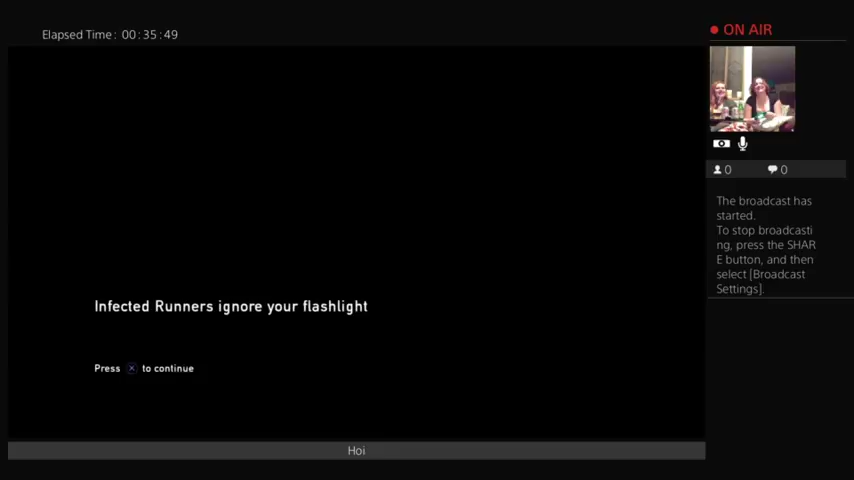 Elapsed Time: 00:35:49
ON AIR
0 0
The broadcast has
started.
To stop broadcasti
ng, press the SHAR
E button, and then
select [Broadcast
Settings].
Infected Runners ignore your flashlight
Press ⊗ to continue
Hoi